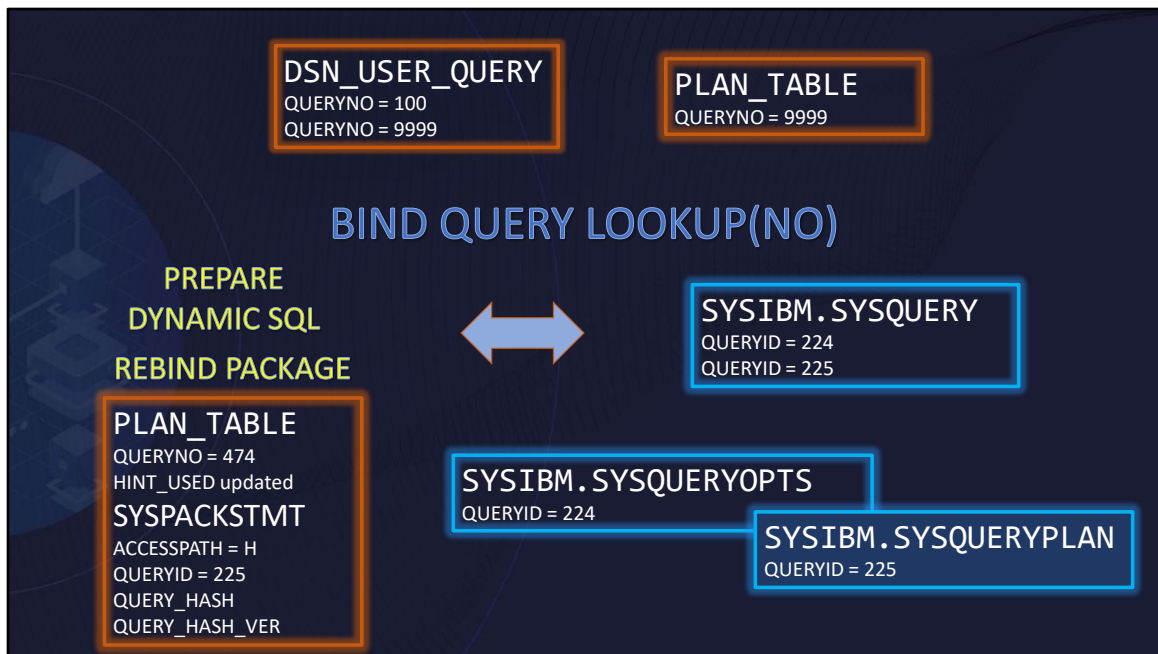 DSN_USER_QUERY
QUERYNO = 100
QUERYNO = 9999
PLAN_TABLE
QUERYNO = 9999
BIND QUERY LOOKUP(NO)
PREPARE
DYNAMIC SQL
REBIND PACKAGE
SYSIBM.SYSQUERY
QUERYID = 224
QUERYID = 225
PLAN_TABLE
QUERYNO = 474
HINT_USED updated
SYSPACKSTMT
ACCESSPATH = H
QUERYID = 225
QUERY_HASH
QUERY_HASH_VER
SYSIBM.SYSQUERYOPTS
QUERYID = 224
SYSIBM.SYSQUERYPLAN
QUERYID = 225